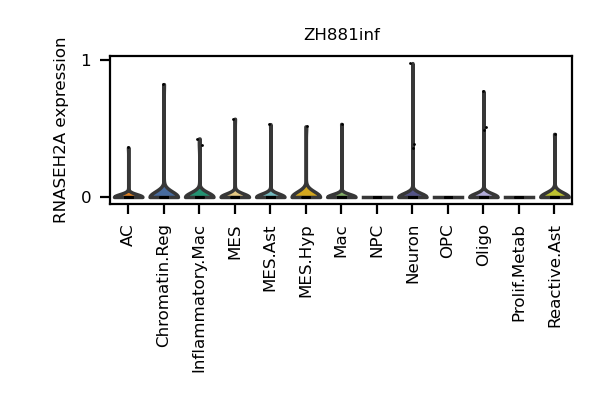 ZH881inf
RNASEH2A expression
1
0
AC
Chromatin.Reg
Inflammatory.Mac
MES
MES.Ast
MES.Hyp
Mac
NPC
Neuron
OPC
Oligo
Prolif.Metab
Reactive.Ast